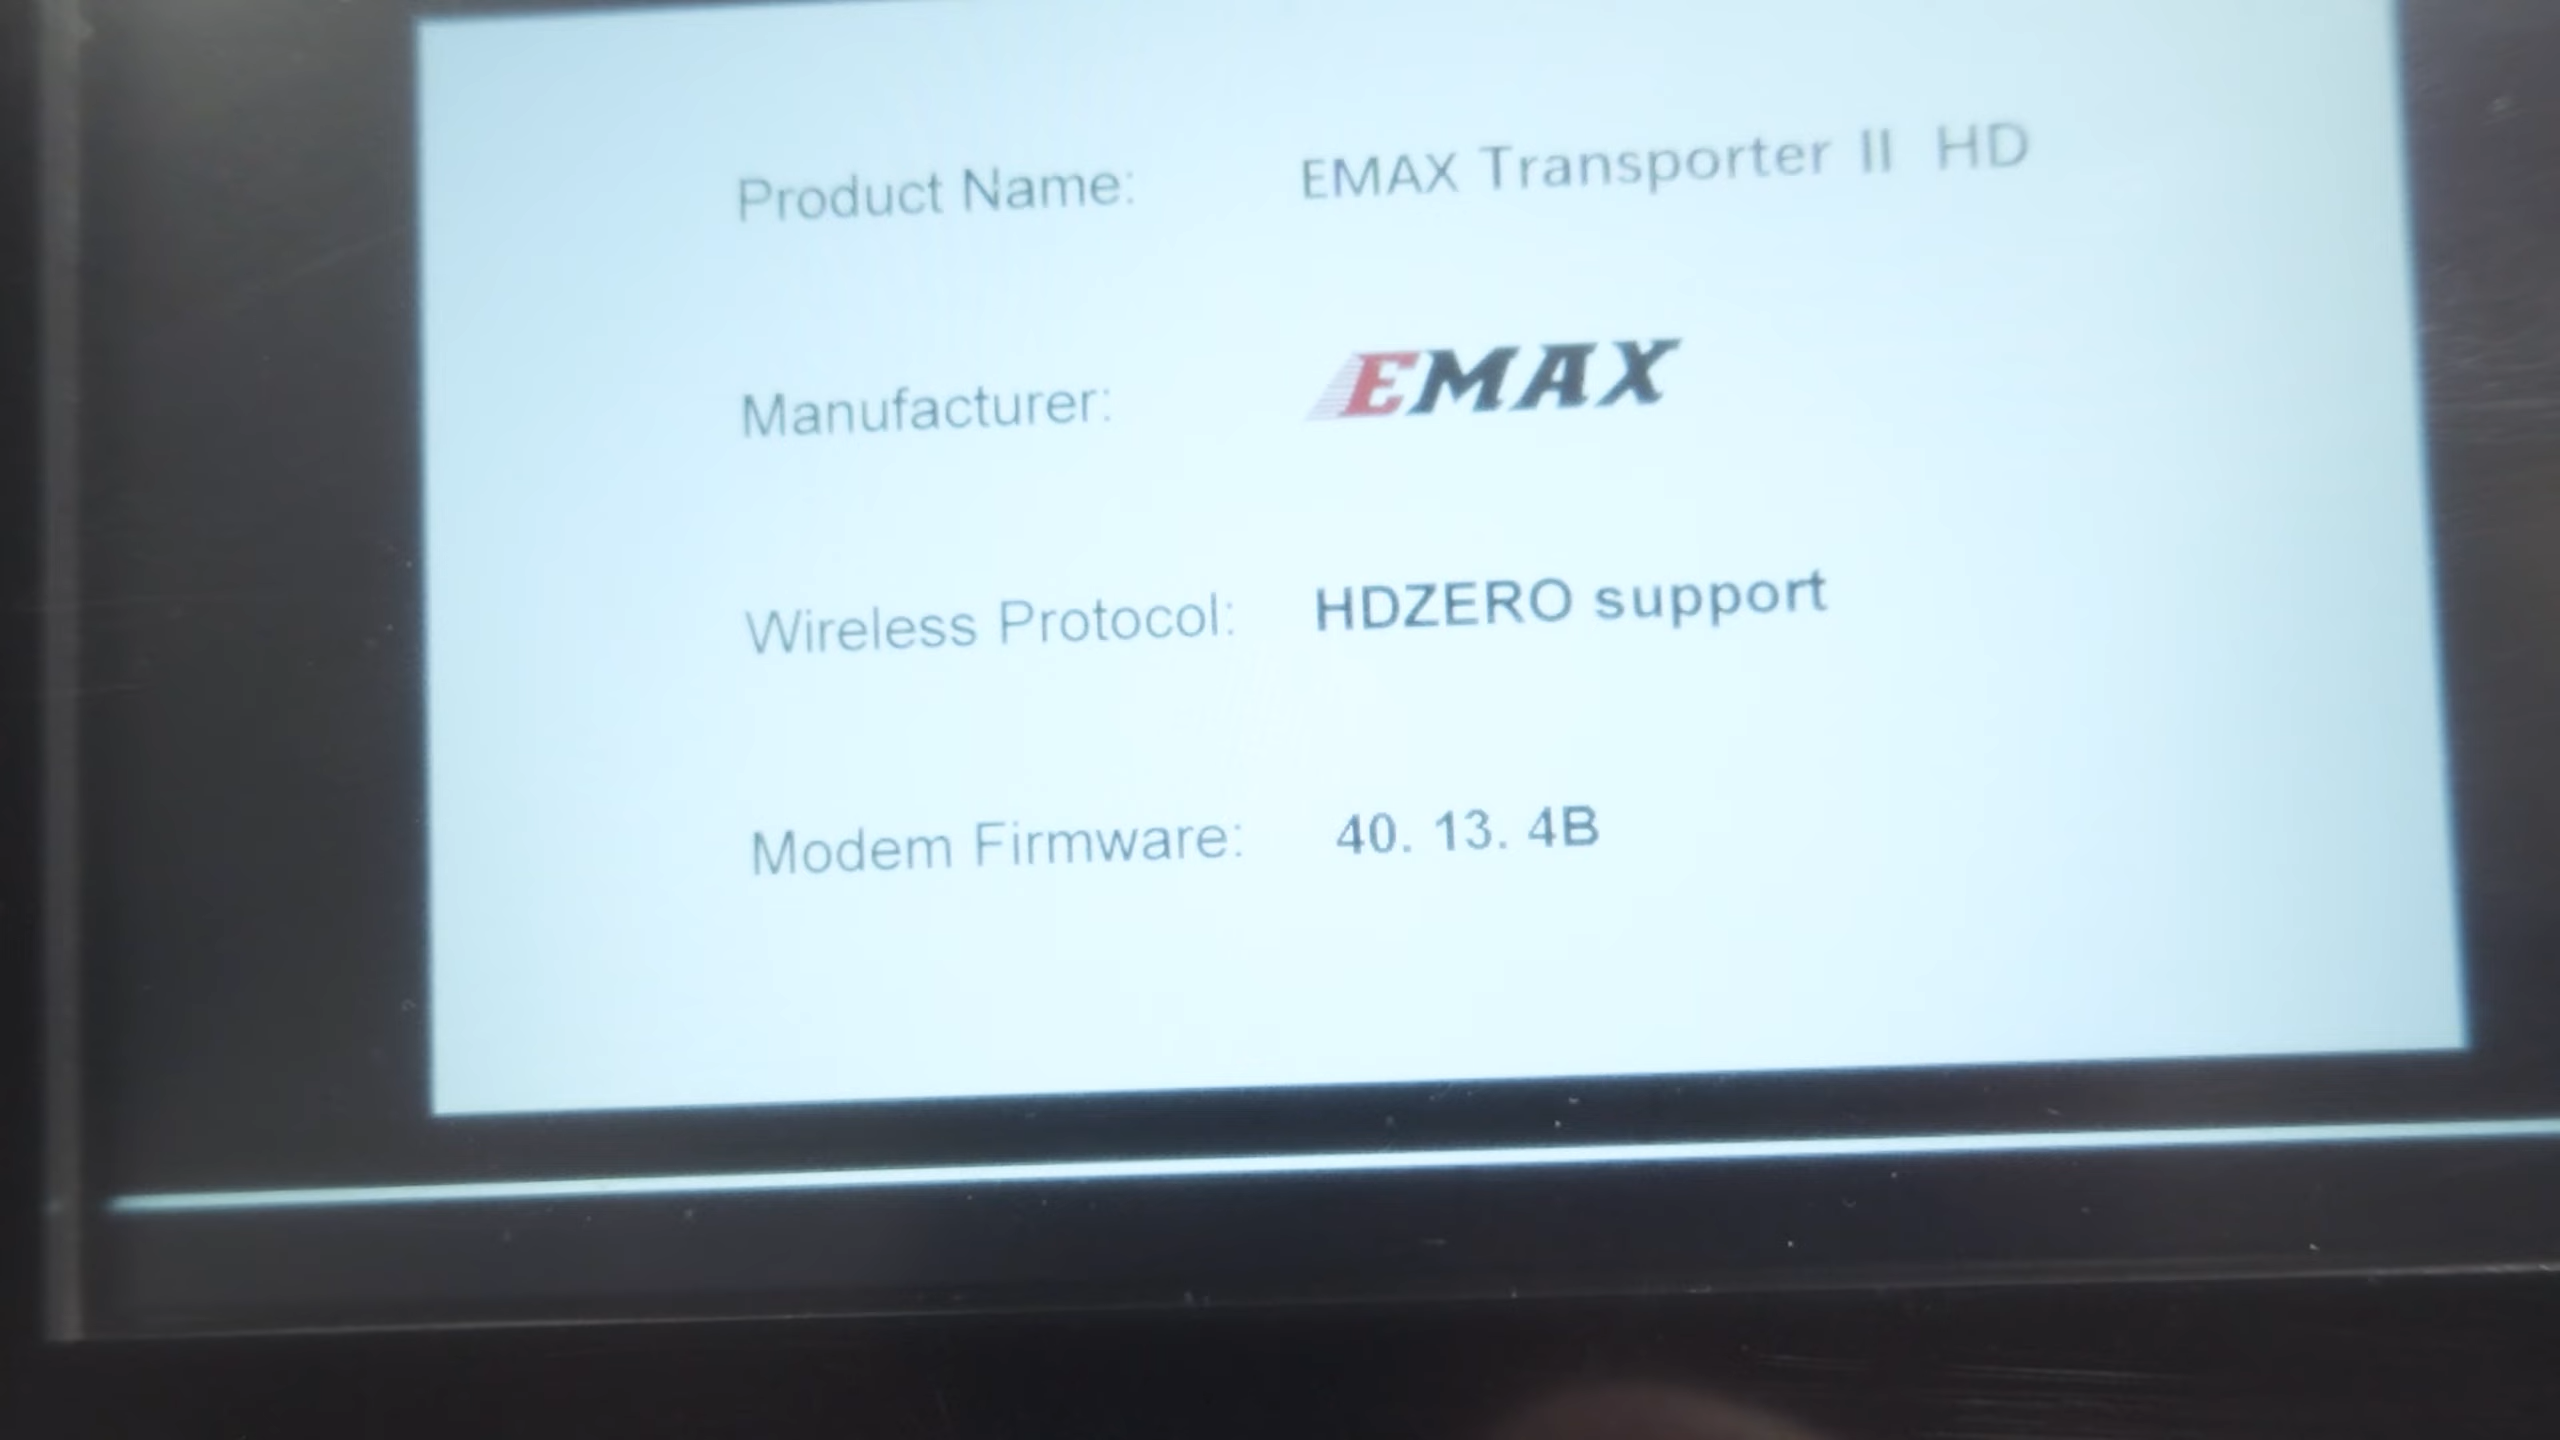 Product Name: EMAX Transporter II HD
Manufacturer: EMAX
Wireless Protocol: HDZERO support
Modem Firmware: 40. 13. 4B